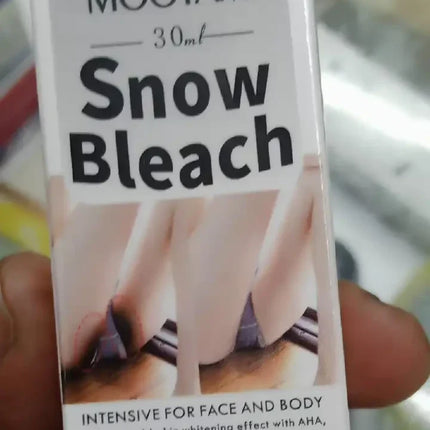 30ml
Snow
Bleach
INTENSIVE FOR FACE AND BODY
whitening effect with AHA,